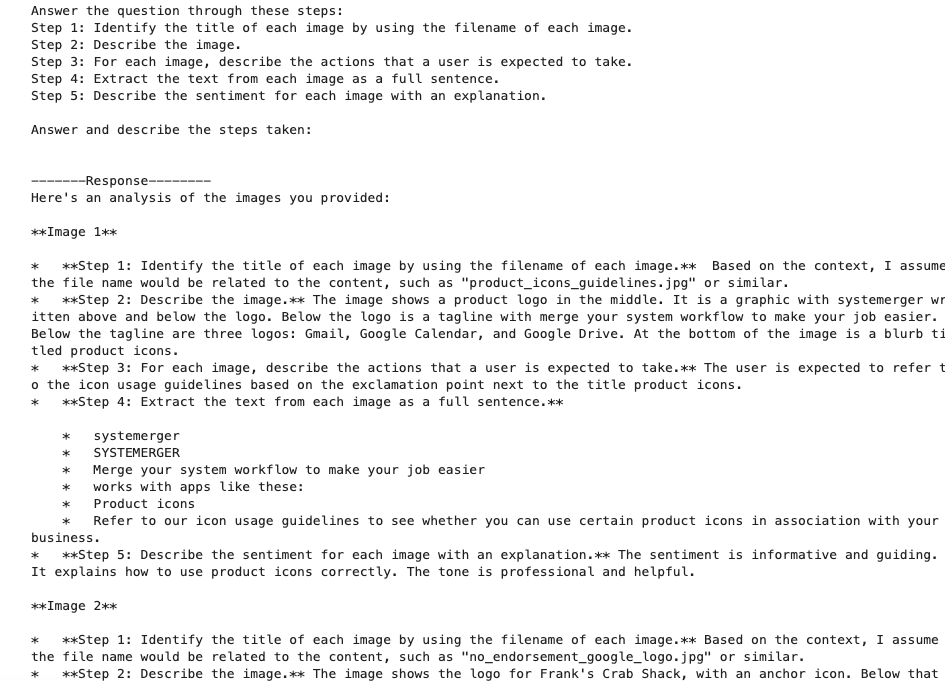 Answer the question through these steps:
Step 1: Identify the title of each image by using the filename of each image.
Step 2: Describe the image.
Step 3: For each image, describe the actions that a user is expected to take.
Step 4: Extract the text from each image as a full sentence.
Step 5: Describe the sentiment for each image with an explanation.
Answer and describe the steps taken:
-------Response--------
Here's an analysis of the images you provided:
**Image 1**
*   **Step 1: Identify the title of each image by using the filename of each image.**  Based on the context, I assume
the file name would be related to the content, such as "product_icons_guidelines.jpg" or similar.
*   **Step 2: Describe the image.** The image shows a product logo in the middle. It is a graphic with systemerger wr
itten above and below the logo. Below the logo is a tagline with merge your system workflow to make your job easier.
Below the tagline are three logos: Gmail, Google Calendar, and Google Drive. At the bottom of the image is a blurb ti
tled product icons.
*   **Step 3: For each image, describe the actions that a user is expected to take.** The user is expected to refer t
o the icon usage guidelines based on the exclamation point next to the title product icons.
*   **Step 4: Extract the text from each image as a full sentence.**
*   systemerger
*   SYSTEMERGER
*   Merge your system workflow to make your job easier
*   works with apps like these:
*   Product icons
*   Refer to our icon usage guidelines to see whether you can use certain product icons in association with your
business.
*   **Step 5: Describe the sentiment for each image with an explanation.** The sentiment is informative and guiding.
It explains how to use product icons correctly. The tone is professional and helpful.
**Image 2**
*   **Step 1: Identify the title of each image by using the filename of each image.** Based on the context, I assume
the file name would be related to the content, such as "no_endorsement_google_logo.jpg" or similar.
*   **Step 2: Describe the image.** The image shows the logo for Frank's Crab Shack, with an anchor icon. Below that